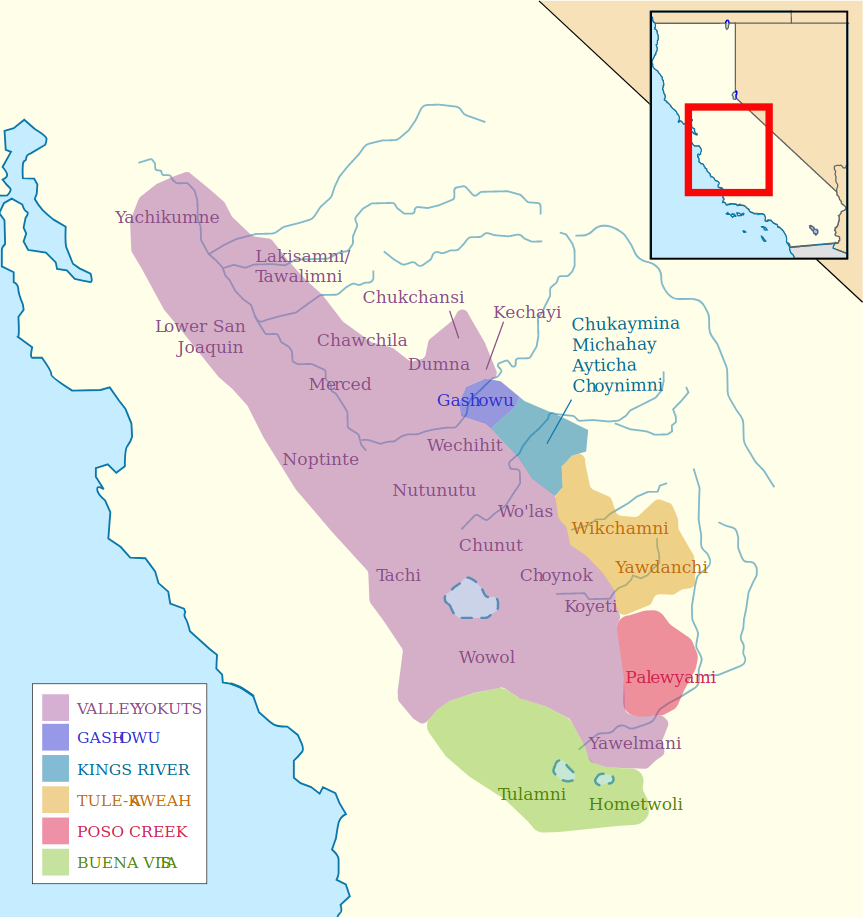 Yachikumne
Lakisamni/
Tawalimni
Chukchansi
Kechayi
Chukaymina
Michahay
Ayticha
Choynimni
Lower San
Joaquin
Chawchila
Dumna
Merced
Gashowu
Wechihit
Noptinte
Nutunutu
Wo'las
Wikchamni
Chunut
Tachi
Choynok
Yawdanchi
Koyeti
Wowol
Palewyami
Yawelmani
Tulamni
Hometwoli
VALLEY YOKUTS
GASHOWU
KINGS RIVER
TULE-KAWEAH
POSO CREEK
BUENA VISTA